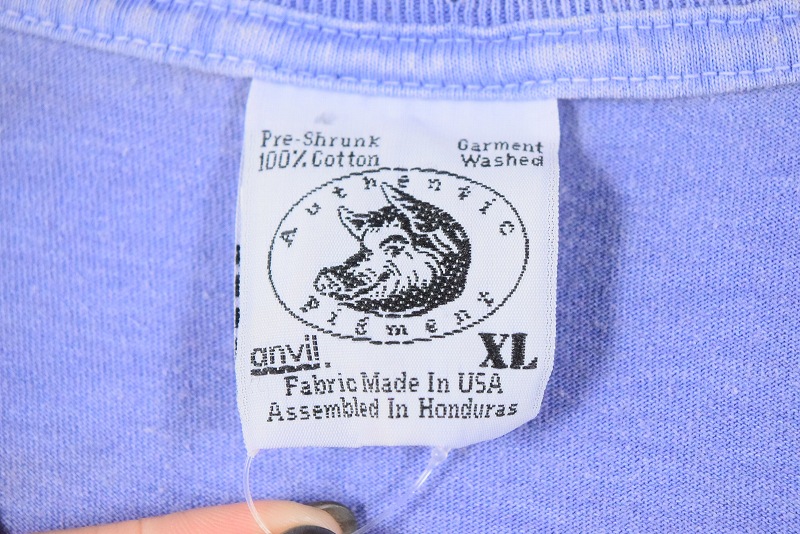 Pre-Shrunk
100% Cotton
Garment
Washed
Authentic
Pigment
anvil.
XL
Fabric Made In USA
Assembled In Honduras